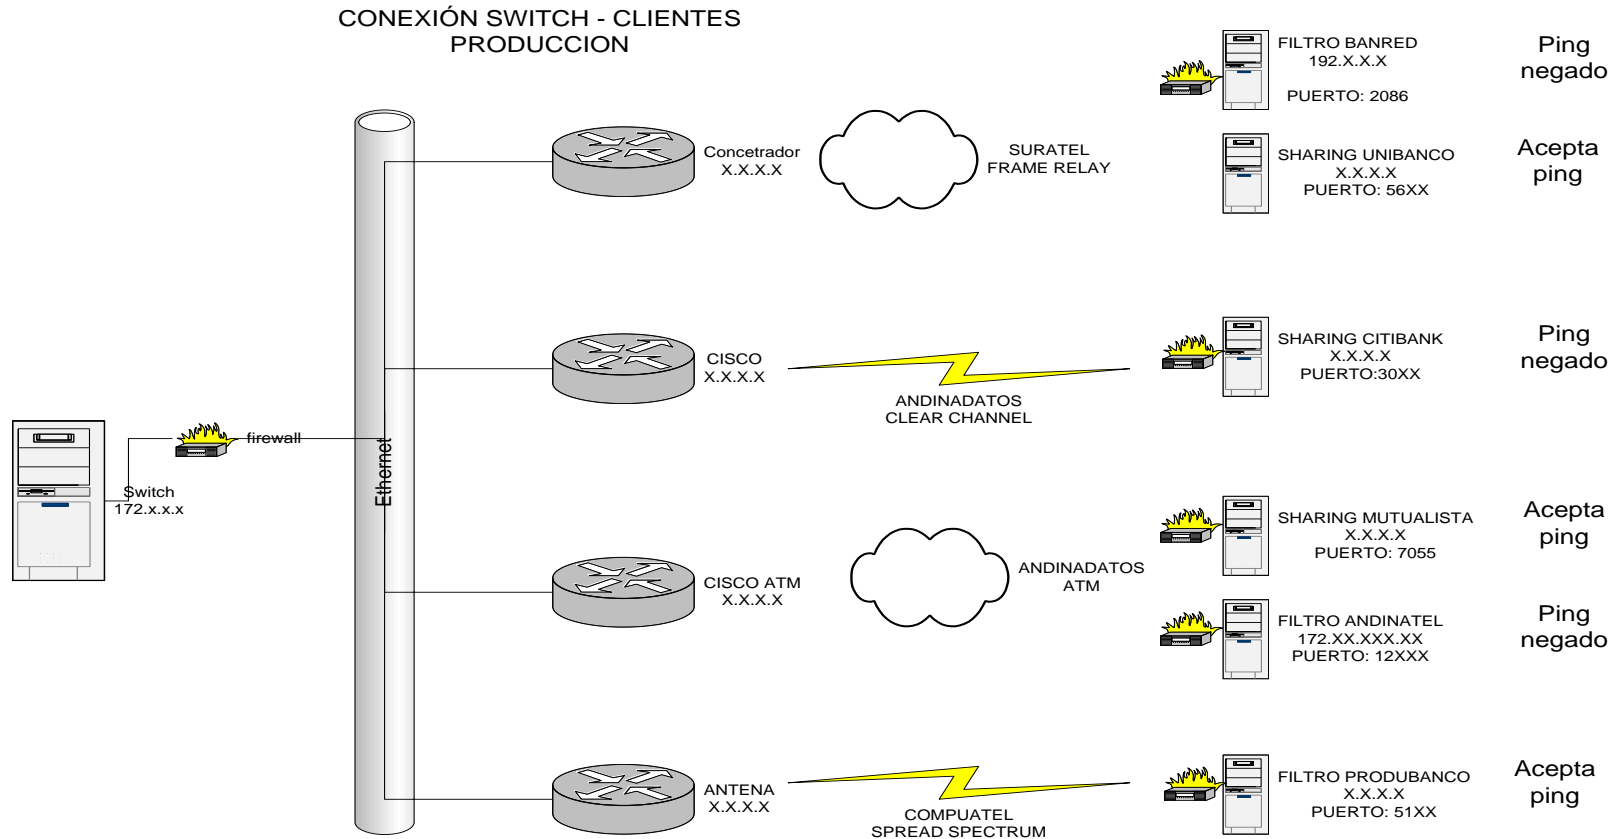 CONEXIÓN SWITCH - CLIENTES
PRODUCCION
FILTRO BANRED
192.X.X.X
PUERTO: 2086
Ping
negado
Concetrador
X.X.X.X
SURATEL
FRAME RELAY
SHARING UNIBANCO
X.X.X.X
PUERTO: 56XX
Acepta
ping
CISCO
X.X.X.X
ANDINADATOS
CLEAR CHANNEL
SHARING CITIBANK
X.X.X.X
PUERTO:30XX
Ping
negado
firewall
Ethernet
Switch
172.x.x.x
SHARING MUTUALISTA
X.X.X.X
PUERTO: 7055
Acepta
ping
CISCO ATM
X.X.X.X
ANDINADATOS
ATM
FILTRO ANDINATEL
172.XX.XXX.XX
PUERTO: 12XXX
Ping
negado
ANTENA
X.X.X.X
COMPUATEL
SPREAD SPECTRUM
FILTRO PRODUBANCO
X.X.X.X
PUERTO: 51XX
Acepta
ping